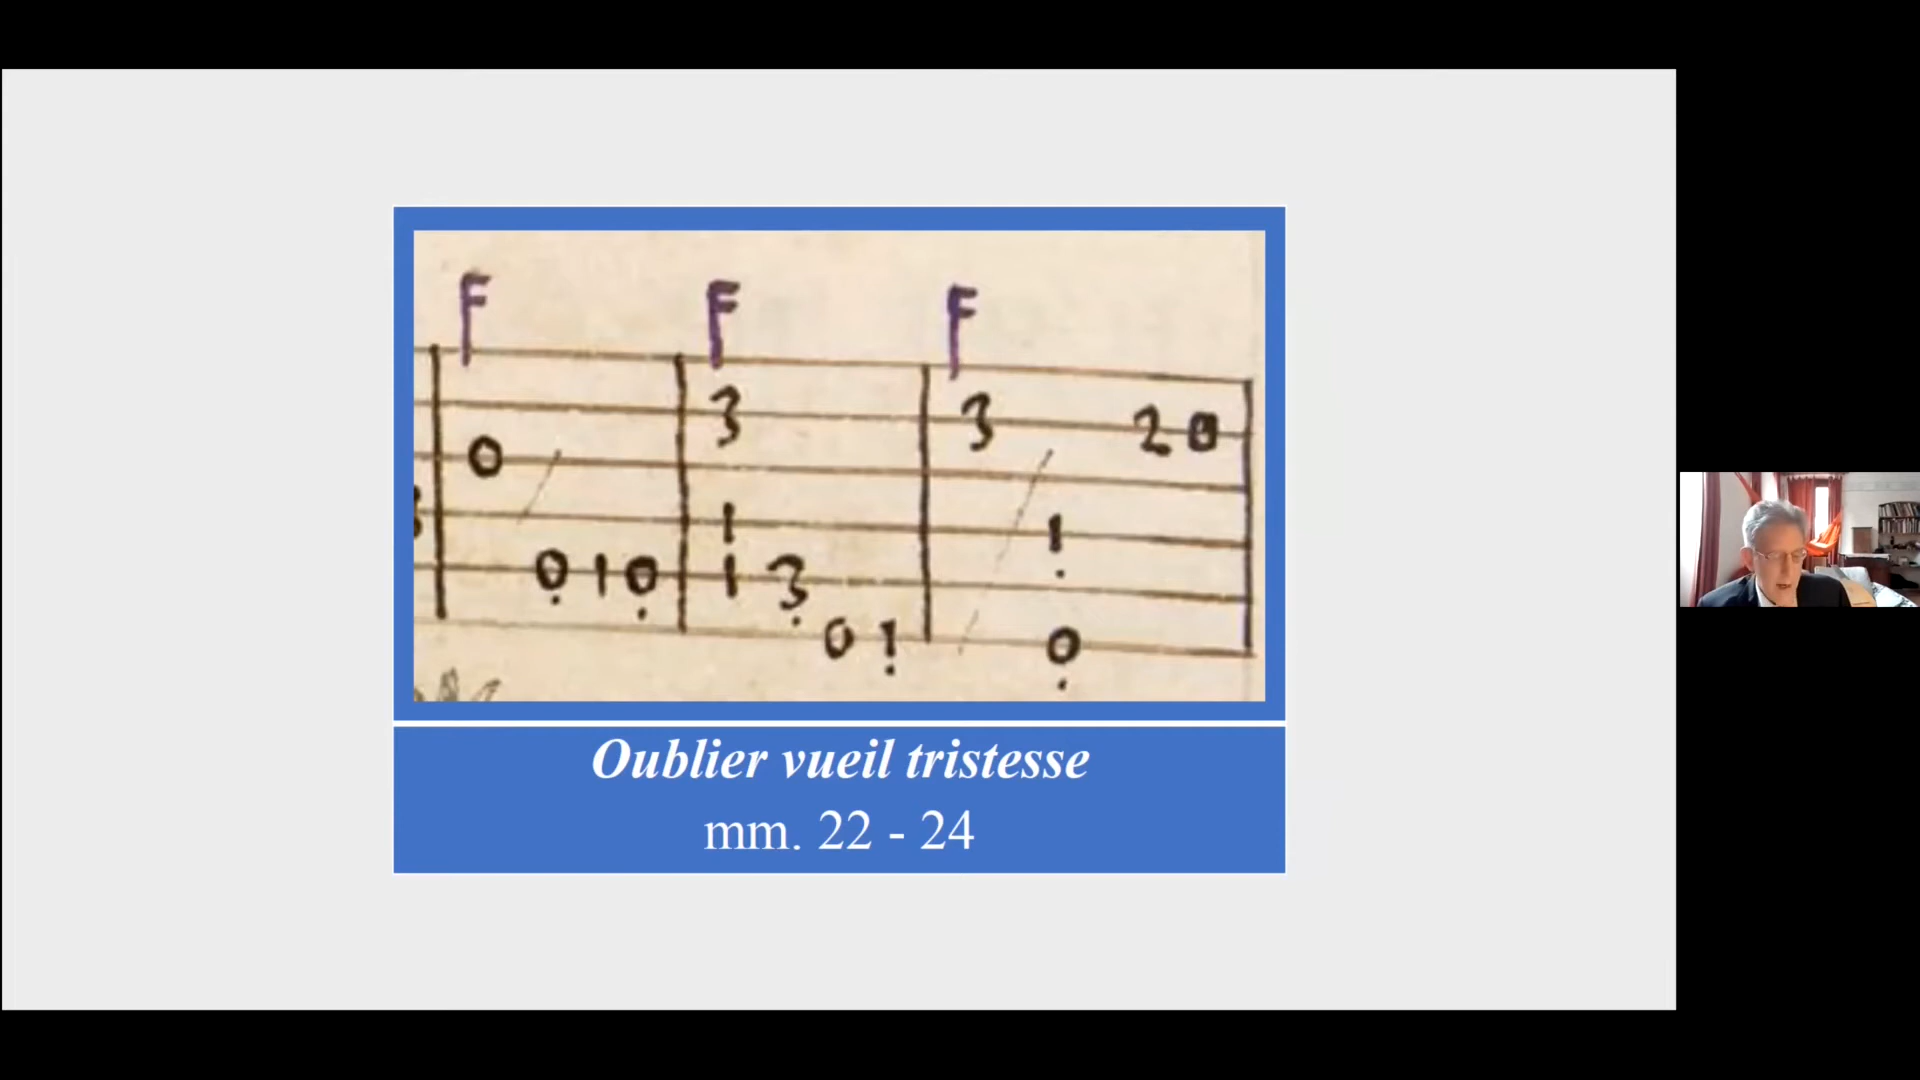 F F F
3 3 2 0
0
1 1
0 1 0 1 3
0 1 0
Oublier vueil tristesse
mm. 22 - 24